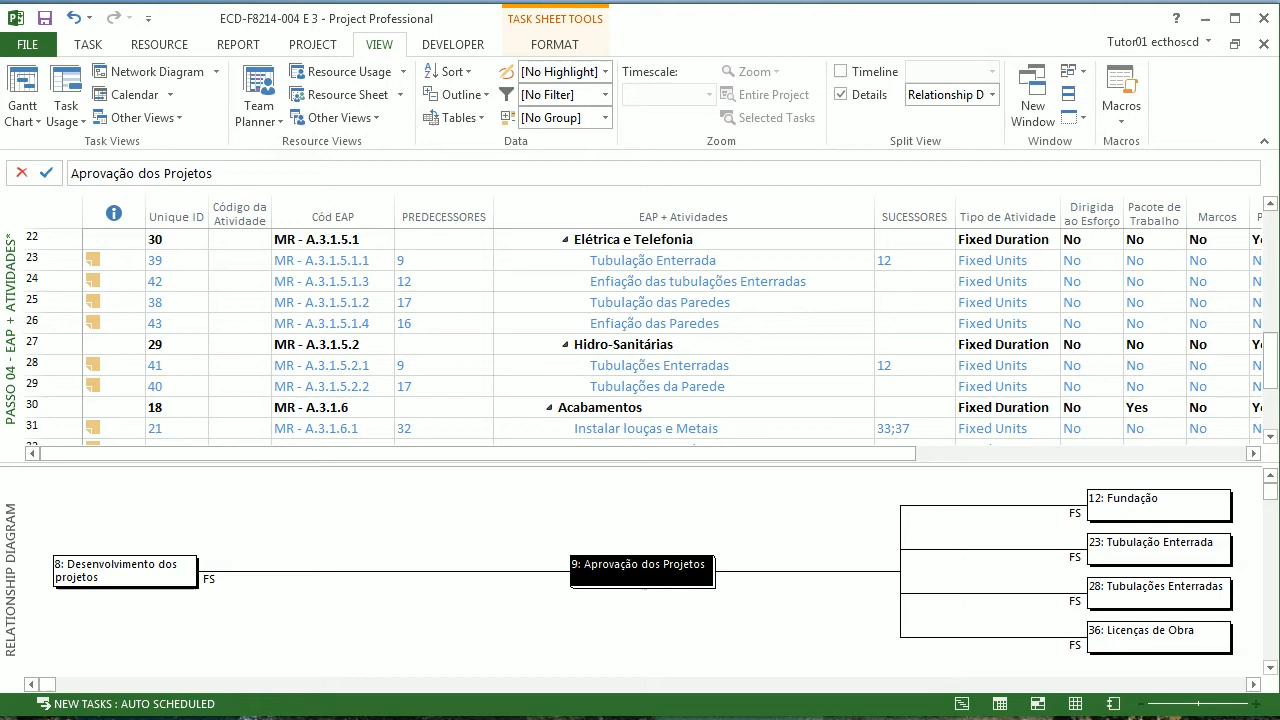 ECD-F8214-004 E 3 - Project Professional
TASK SHEET TOOLS
?
FILE TASK RESOURCE REPORT PROJECT VIEW DEVELOPER FORMAT
Tutor01 ecthoscd
Gantt Chart
Task Usage
Network Diagram
Calendar
Other Views
Task Views
Team Planner
Resource Usage
Resource Sheet
Other Views
Resource Views
Sort
Outline
Tables
[No Highlight]
[No Filter]
[No Group]
Data
Timescale:
Zoom
Entire Project
Selected Tasks
Zoom
Timeline
Details
Relationship D
Split View
New Window
Window
Macros
Macros
Aprovação dos Projetos
PASSO 04 - EAP + ATIVIDADES*
Unique ID Código da Atividade Cód EAP PREDECESSORES EAP + Atividades SUCESSORES Tipo de Atividade Dirigida ao Esforço Pacote de Trabalho Marcos P
22 30 MR - A.3.1.5.1 Elétrica e Telefonia Fixed Duration No No No
23 39 MR - A.3.1.5.1.1 9 Tubulação Enterrada 12 Fixed Units No No No
24 42 MR - A.3.1.5.1.3 12 Enfiação das tubulações Enterradas Fixed Units No No No
25 38 MR - A.3.1.5.1.2 17 Tubulação das Paredes Fixed Units No No No
26 43 MR - A.3.1.5.1.4 16 Enfiação das Paredes Fixed Units No No No
27 29 MR - A.3.1.5.2 Hidro-Sanitárias Fixed Duration No No No
28 41 MR - A.3.1.5.2.1 9 Tubulações Enterradas 12 Fixed Units No No No
29 40 MR - A.3.1.5.2.2 17 Tubulações da Parede Fixed Units No No No
30 18 MR - A.3.1.6 Acabamentos Fixed Duration No Yes No
31 21 MR - A.3.1.6.1 32 Instalar louças e Metais 33;37 Fixed Units No No No
RELATIONSHIP DIAGRAM
8: Desenvolvimento dos
projetos
FS
9: Aprovação dos Projetos
12: Fundação
FS
23: Tubulação Enterrada
FS
28: Tubulações Enterradas
FS
36: Licenças de Obra
FS
NEW TASKS : AUTO SCHEDULED